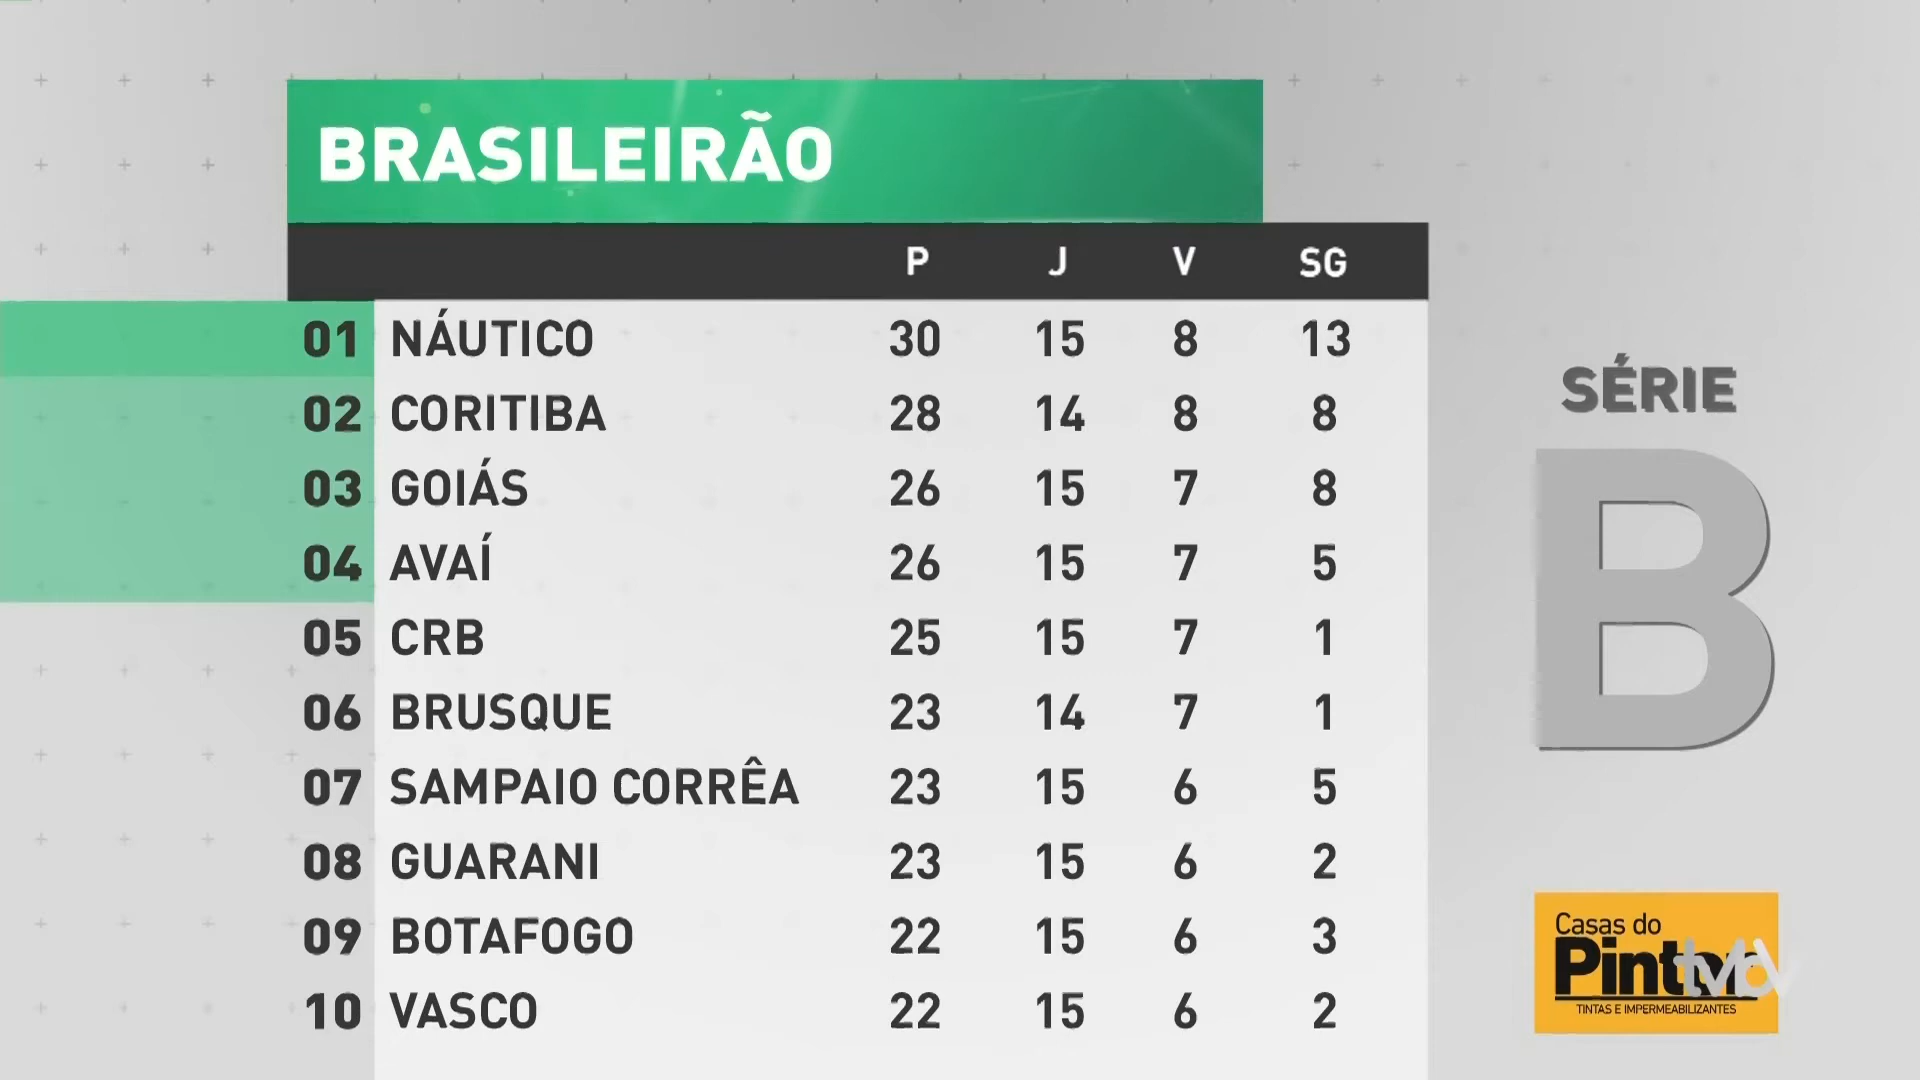 BRASILEIRÃO
P J V SG
01 NÁUTICO 30 15 8 13
02 CORITIBA 28 14 8 8
03 GOIÁS 26 15 7 8
04 AVAÍ 26 15 7 5
05 CRB 25 15 7 1
06 BRUSQUE 23 14 7 1
07 SAMPAIO CORRÊA 23 15 6 5
08 GUARANI 23 15 6 2
09 BOTAFOGO 22 15 6 3
10 VASCO 22 15 6 2
SÉRIE
B
Casas do
Pintor
TINTAS E IMPERMEABILIZANTES